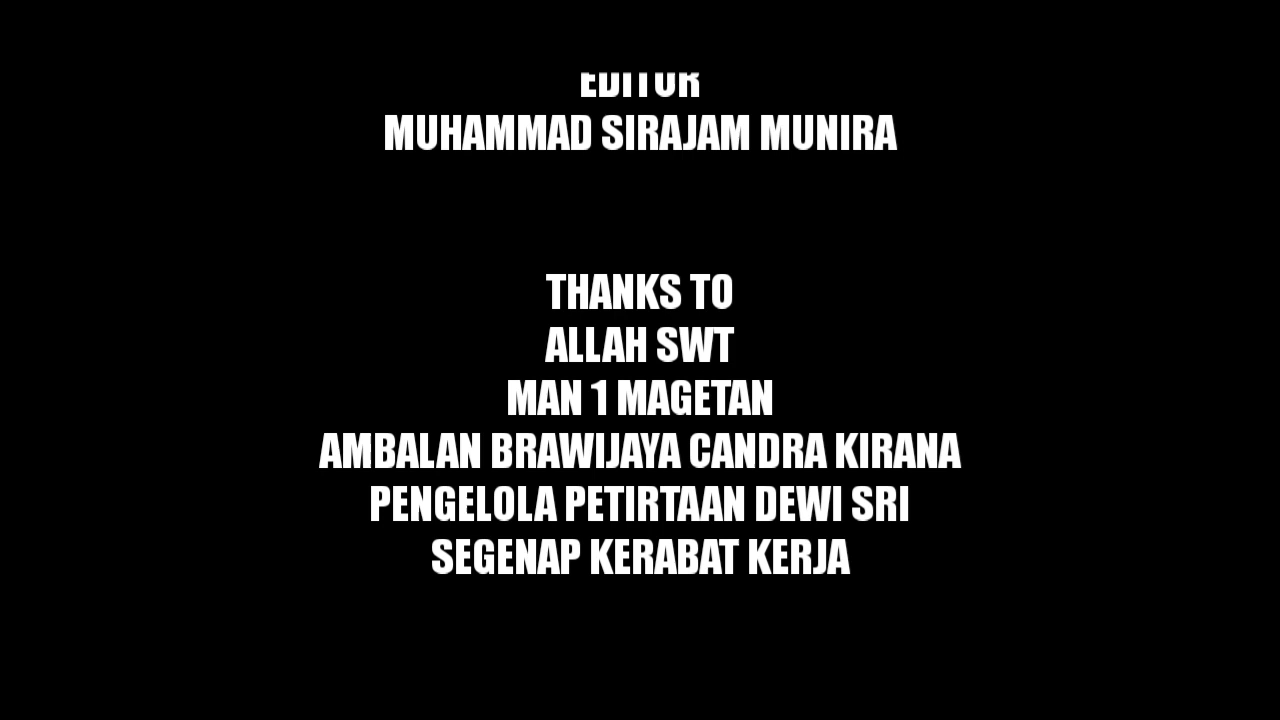 EDITOR
MUHAMMAD SIRAJAM MUNIRA
THANKS TO
ALLAH SWT
MAN 1 MAGETAN
AMBALAN BRAWIJAYA CANDRA KIRANA
PENGELOLA PETIRTAAN DEWI SRI
SEGENAP KERABAT KERJA